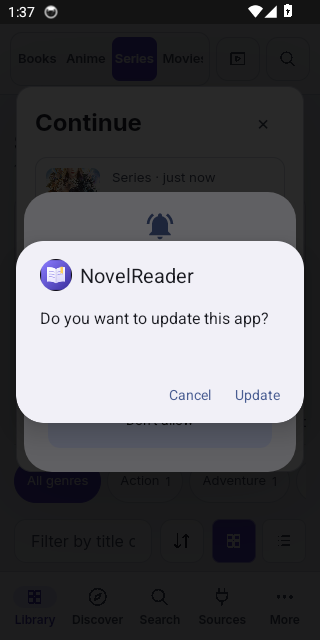 1:37
Books Anime Series Movies
Continue
Series · just now
NovelReader
Do you want to update this app?
Cancel Update
Don't allow
All genres Action 1 Adventure 1
Filter by title o
Library Discover Search Sources More